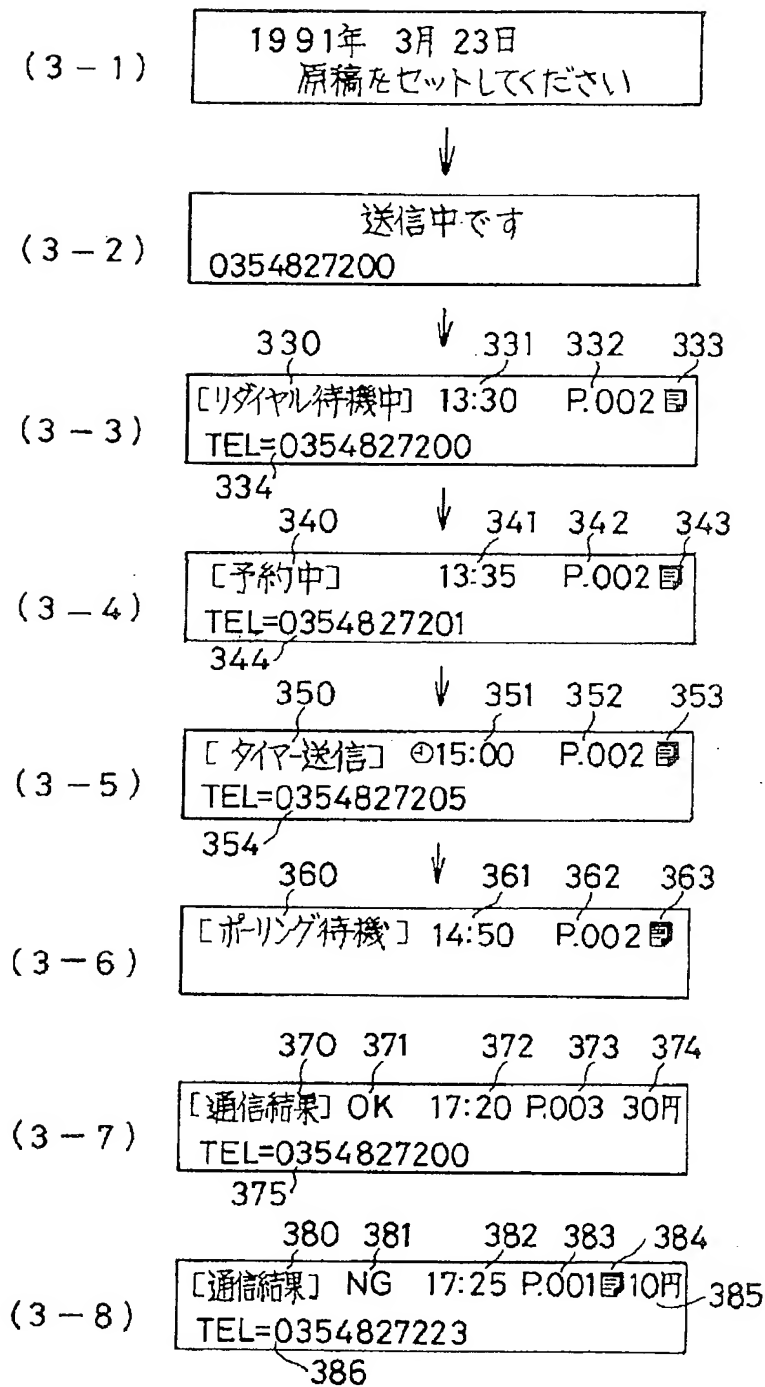 (3-1)
1991年 3月 23日
原稿をセットしてください
(3-2)
送信中です
0354827200
330 331 332 333
(3-3)
[リダイヤル待機中] 13:30 P.002
TEL=0354827200
334
340 341 342 343
(3-4)
[予約中] 13:35 P.002
TEL=0354827201
344
350 351 352 353
(3-5)
[タイマー送信] 15:00 P.002
TEL=0354827205
354
360 361 362 363
(3-6)
[ポーリング待機] 14:50 P.002
370 371 372 373 374
(3-7)
[通信結果] OK 17:20 P.003 30円
TEL=0354827200
375
380 381 382 383 384
(3-8)
[通信結果] NG 17:25 P.001 10円 385
TEL=0354827223
386